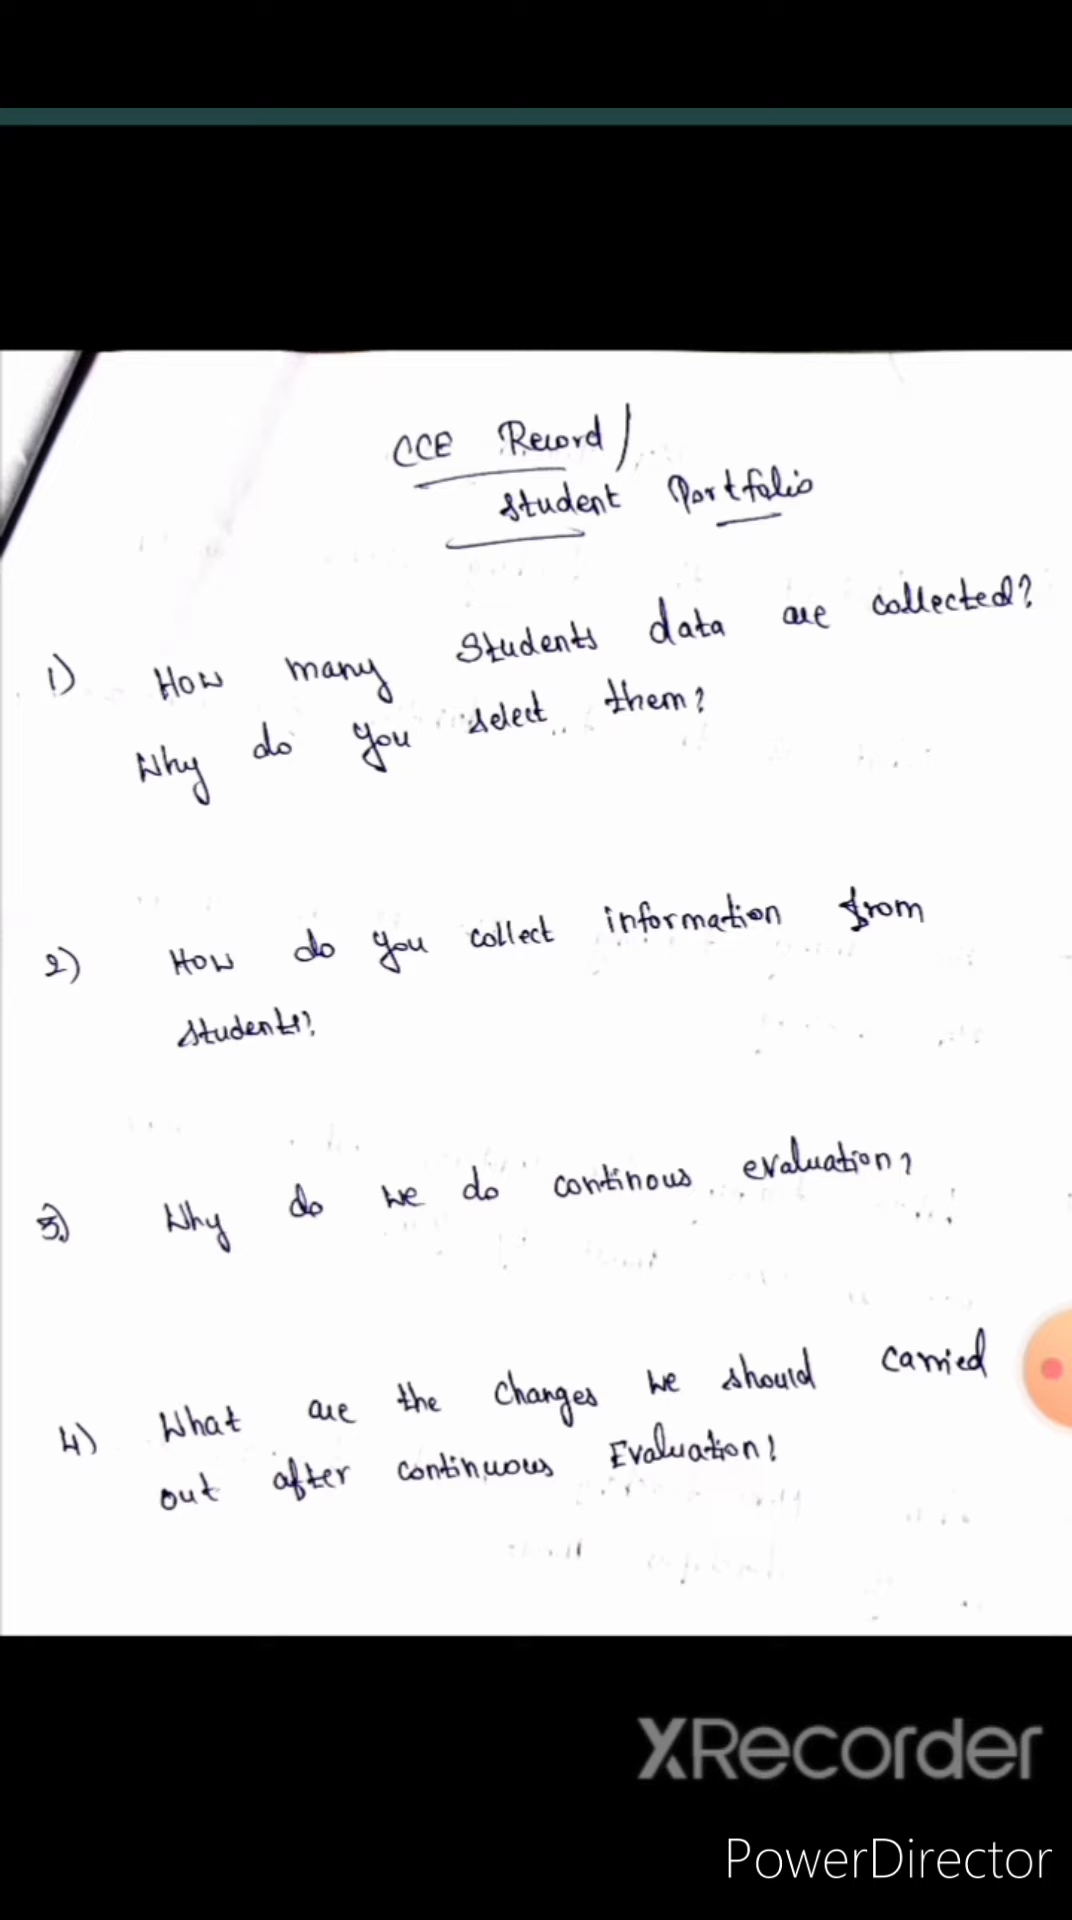 CCE Record/
Student Portfolio
1) How many Students data are collected?
Why do you select them?
2) How do you collect information from
students?
3) Why do we do continous evaluation?
4) What are the changes we should carried
out after continuous Evaluation?
XRecorder
PowerDirector